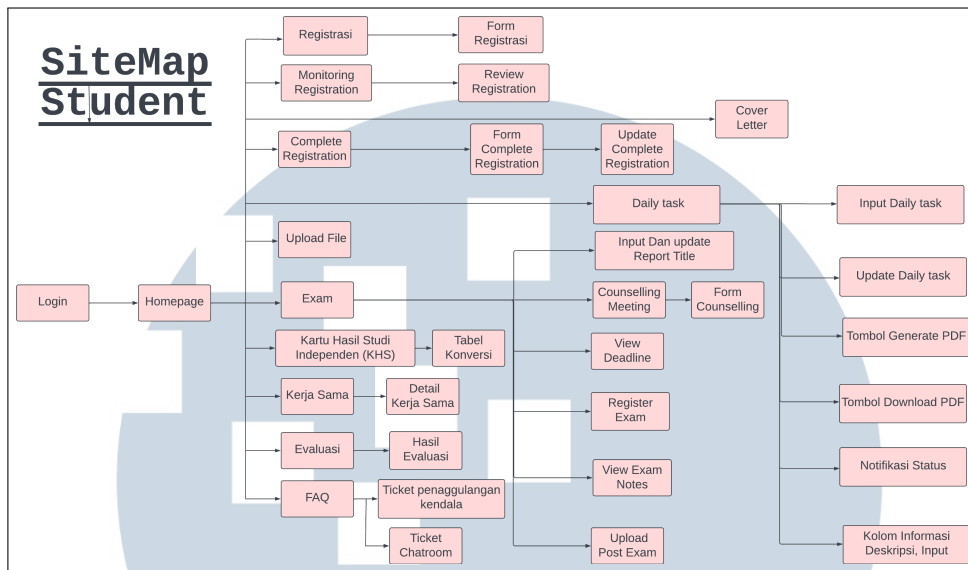 SiteMap
Student
Registrasi
Form
Registrasi
Monitoring
Registration
Review
Registration
Cover
Letter
Complete
Registration
Form
Complete
Registration
Update
Complete
Registration
Daily task
Input Daily task
Upload File
Input Dan update
Report Title
Update Daily task
Login
Homepage
Exam
Counselling
Meeting
Form
Counselling
Tombol Generate PDF
Kartu Hasil Studi
Independen (KHS)
Tabel
Konversi
View
Deadline
Kerja Sama
Detail
Kerja Sama
Register
Exam
Tombol Download PDF
Evaluasi
Hasil
Evaluasi
View Exam
Notes
Notifikasi Status
FAQ
Ticket penaggulangan
kendala
Ticket
Chatroom
Upload
Post Exam
Kolom Informasi
Deskripsi, Input